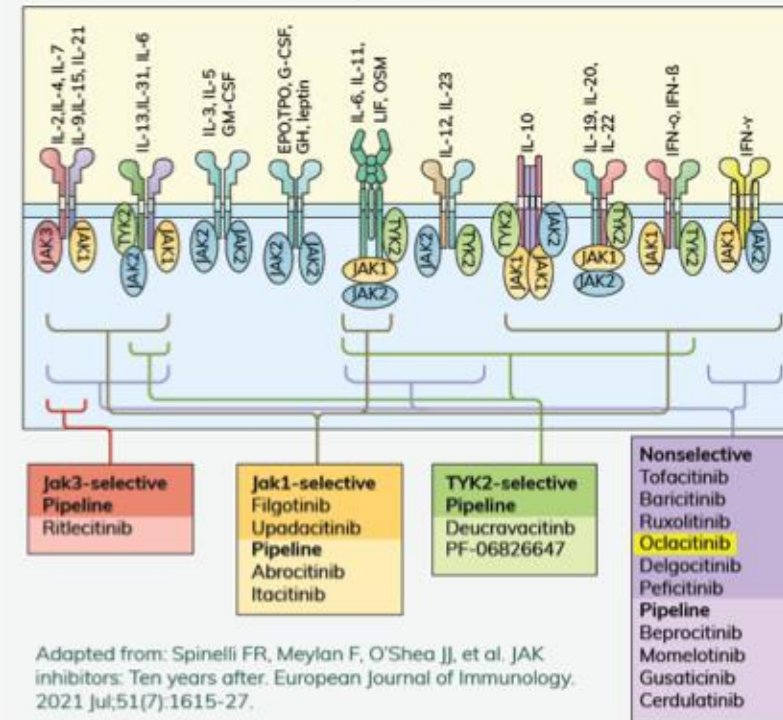 IL-2,IL-4, IL-7
IL-9,IL-15, IL-21
IL-13,IL-31, IL-6
IL-3, IL-5
GM-CSF
EPO,TPO, G-CSF,
GH, leptin
IL-6, IL-11,
LIF, OSM
IL-12, IL-23
IL-10
IL-19, IL-20,
IL-22
IFN-α, IFN-ß
IFN-γ
JAK3
JAK1
TYK2
JAK2
JAK1
JAK2
JAK2
JAK2
JAK2
TYK2
JAK1
JAK2
JAK2
TYK2
TYK2
JAK2
JAK1
JAK1
TYK2
JAK1
JAK2
JAK1
TYK2
JAK1
JAK2
Jak3-selective
Pipeline
Ritlecitinib
Jak1-selective
Filgotinib
Upadacitinib
Pipeline
Abrocitinib
Itacitinib
TYK2-selective
Pipeline
Deucravacitinb
PF-06826647
Nonselective
Tofacitinib
Baricitinib
Ruxolitinib
Oclacitinib
Delgocitinib
Peficitinib
Pipeline
Beprocitinib
Momelotinib
Gusaticinib
Cerdulatinib
Adapted from: Spinelli FR, Meylan F, O'Shea JJ, et al. JAK
inhibitors: Ten years after. European Journal of Immunology.
2021 Jul;51(7):1615-27.